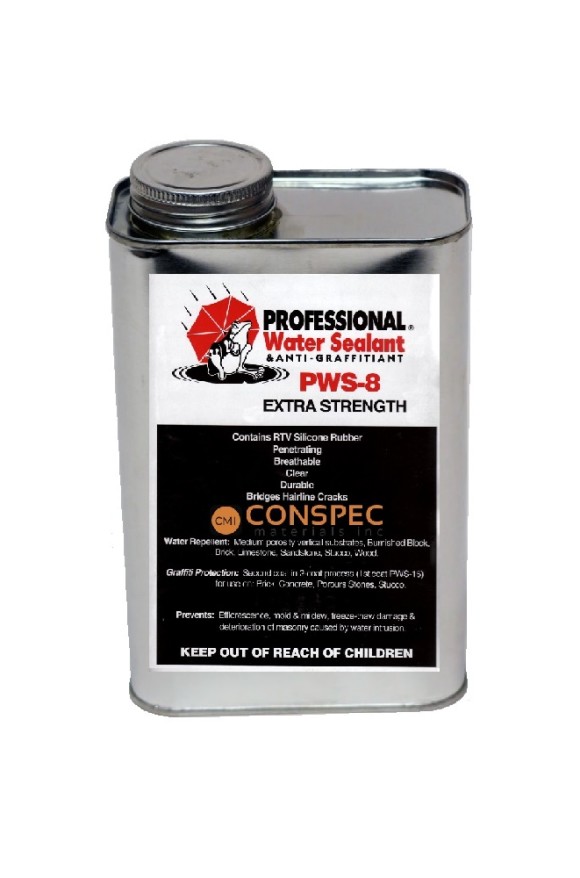 PROFESSIONAL®
Water Sealant
& ANTI-GRAFFITIANT
PWS-8
EXTRA STRENGTH
Contains RTV Silicone Rubber
Penetrating
Breathable
Clear
Durable
Bridges Hairline Cracks
CMI CONSPEC
materials inc
Water Repellent: Medium porosity vertical substrates, Burnished Block,
Brick, Limestone, Sandstone, Stucco, Wood.
Graffiti Protection: Second coat in 2-coat process (1st coat PWS-15)
for use on: Brick, Concrete, Porous Stones, Stucco.
Prevents: Efflorescence, mold & mildew, freeze-thaw damage &
deterioration of masonry caused by water intrusion.
KEEP OUT OF REACH OF CHILDREN